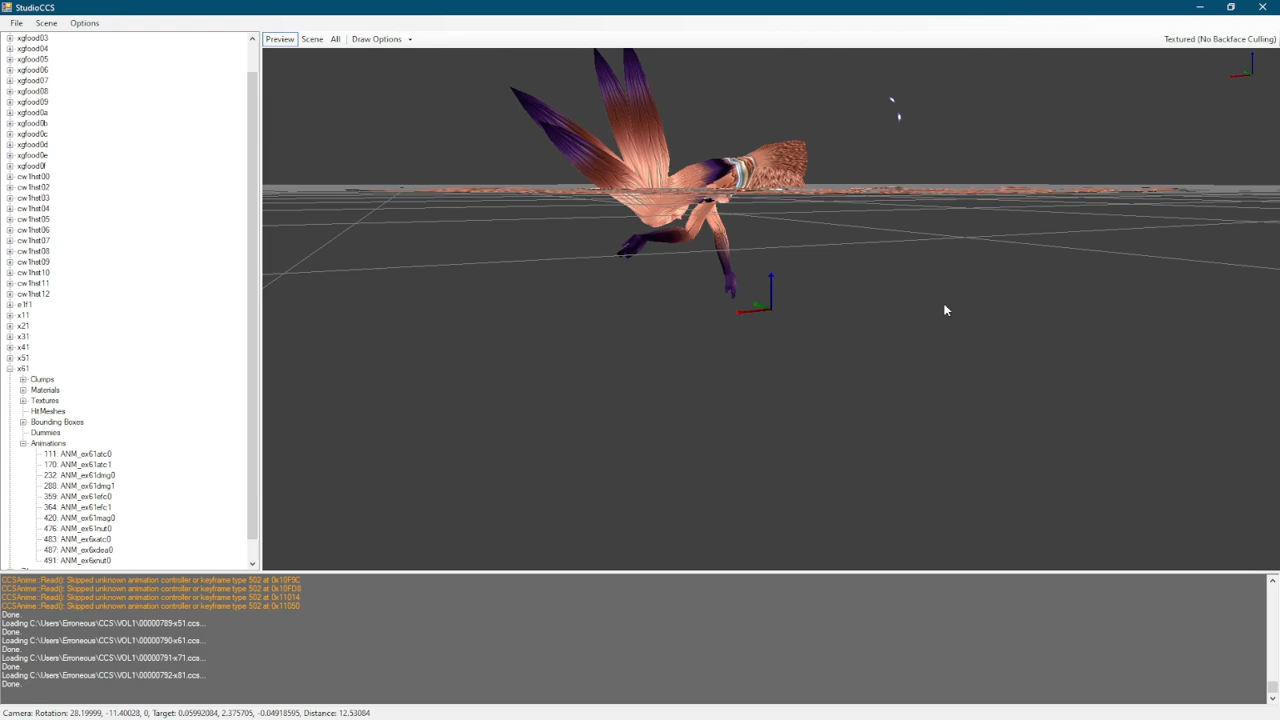 StudioCCS
File Scene Options
Preview Scene All Draw Options
Textured (No Backface Culling)
xgfood03
xgfood04
xgfood05
xgfood06
xgfood07
xgfood08
xgfood09
xgfood0a
xgfood0b
xgfood0c
xgfood0d
xgfood0e
xgfood0f
cw1hst00
cw1hst02
cw1hst03
cw1hst04
cw1hst05
cw1hst06
cw1hst07
cw1hst08
cw1hst09
cw1hst10
cw1hst11
cw1hst12
e1f1
x11
x21
x31
x41
x51
x61
Clumps
Materials
Textures
HitMeshes
Bounding Boxes
Dummies
Animations
111: ANM_ex61atc0
170: ANM_ex61atc1
232: ANM_ex61dmg0
288: ANM_ex61dmg1
359: ANM_ex61efc0
364: ANM_ex61efc1
420: ANM_ex61mag0
476: ANM_ex61nut0
483: ANM_ex6xatc0
487: ANM_ex6xdea0
491: ANM_ex6xnut0
CCSAnime::Read(): Skipped unknown animation controller or keyframe type 502 at 0x10F9C
CCSAnime::Read(): Skipped unknown animation controller or keyframe type 502 at 0x10FD8
CCSAnime::Read(): Skipped unknown animation controller or keyframe type 502 at 0x11014
CCSAnime::Read(): Skipped unknown animation controller or keyframe type 502 at 0x11050
Done.
Loading C:\Users\Erroneous\CCS\VOL1\00000789-x51.ccs...
Done.
Loading C:\Users\Erroneous\CCS\VOL1\00000790-x61.ccs...
Done.
Loading C:\Users\Erroneous\CCS\VOL1\00000791-x71.ccs...
Done.
Loading C:\Users\Erroneous\CCS\VOL1\00000792-x81.ccs...
Done.
Camera: Rotation: 28.19999, -11.40028, 0, Target: 0.05992084, 2.375705, -0.04918595, Distance: 12.53084